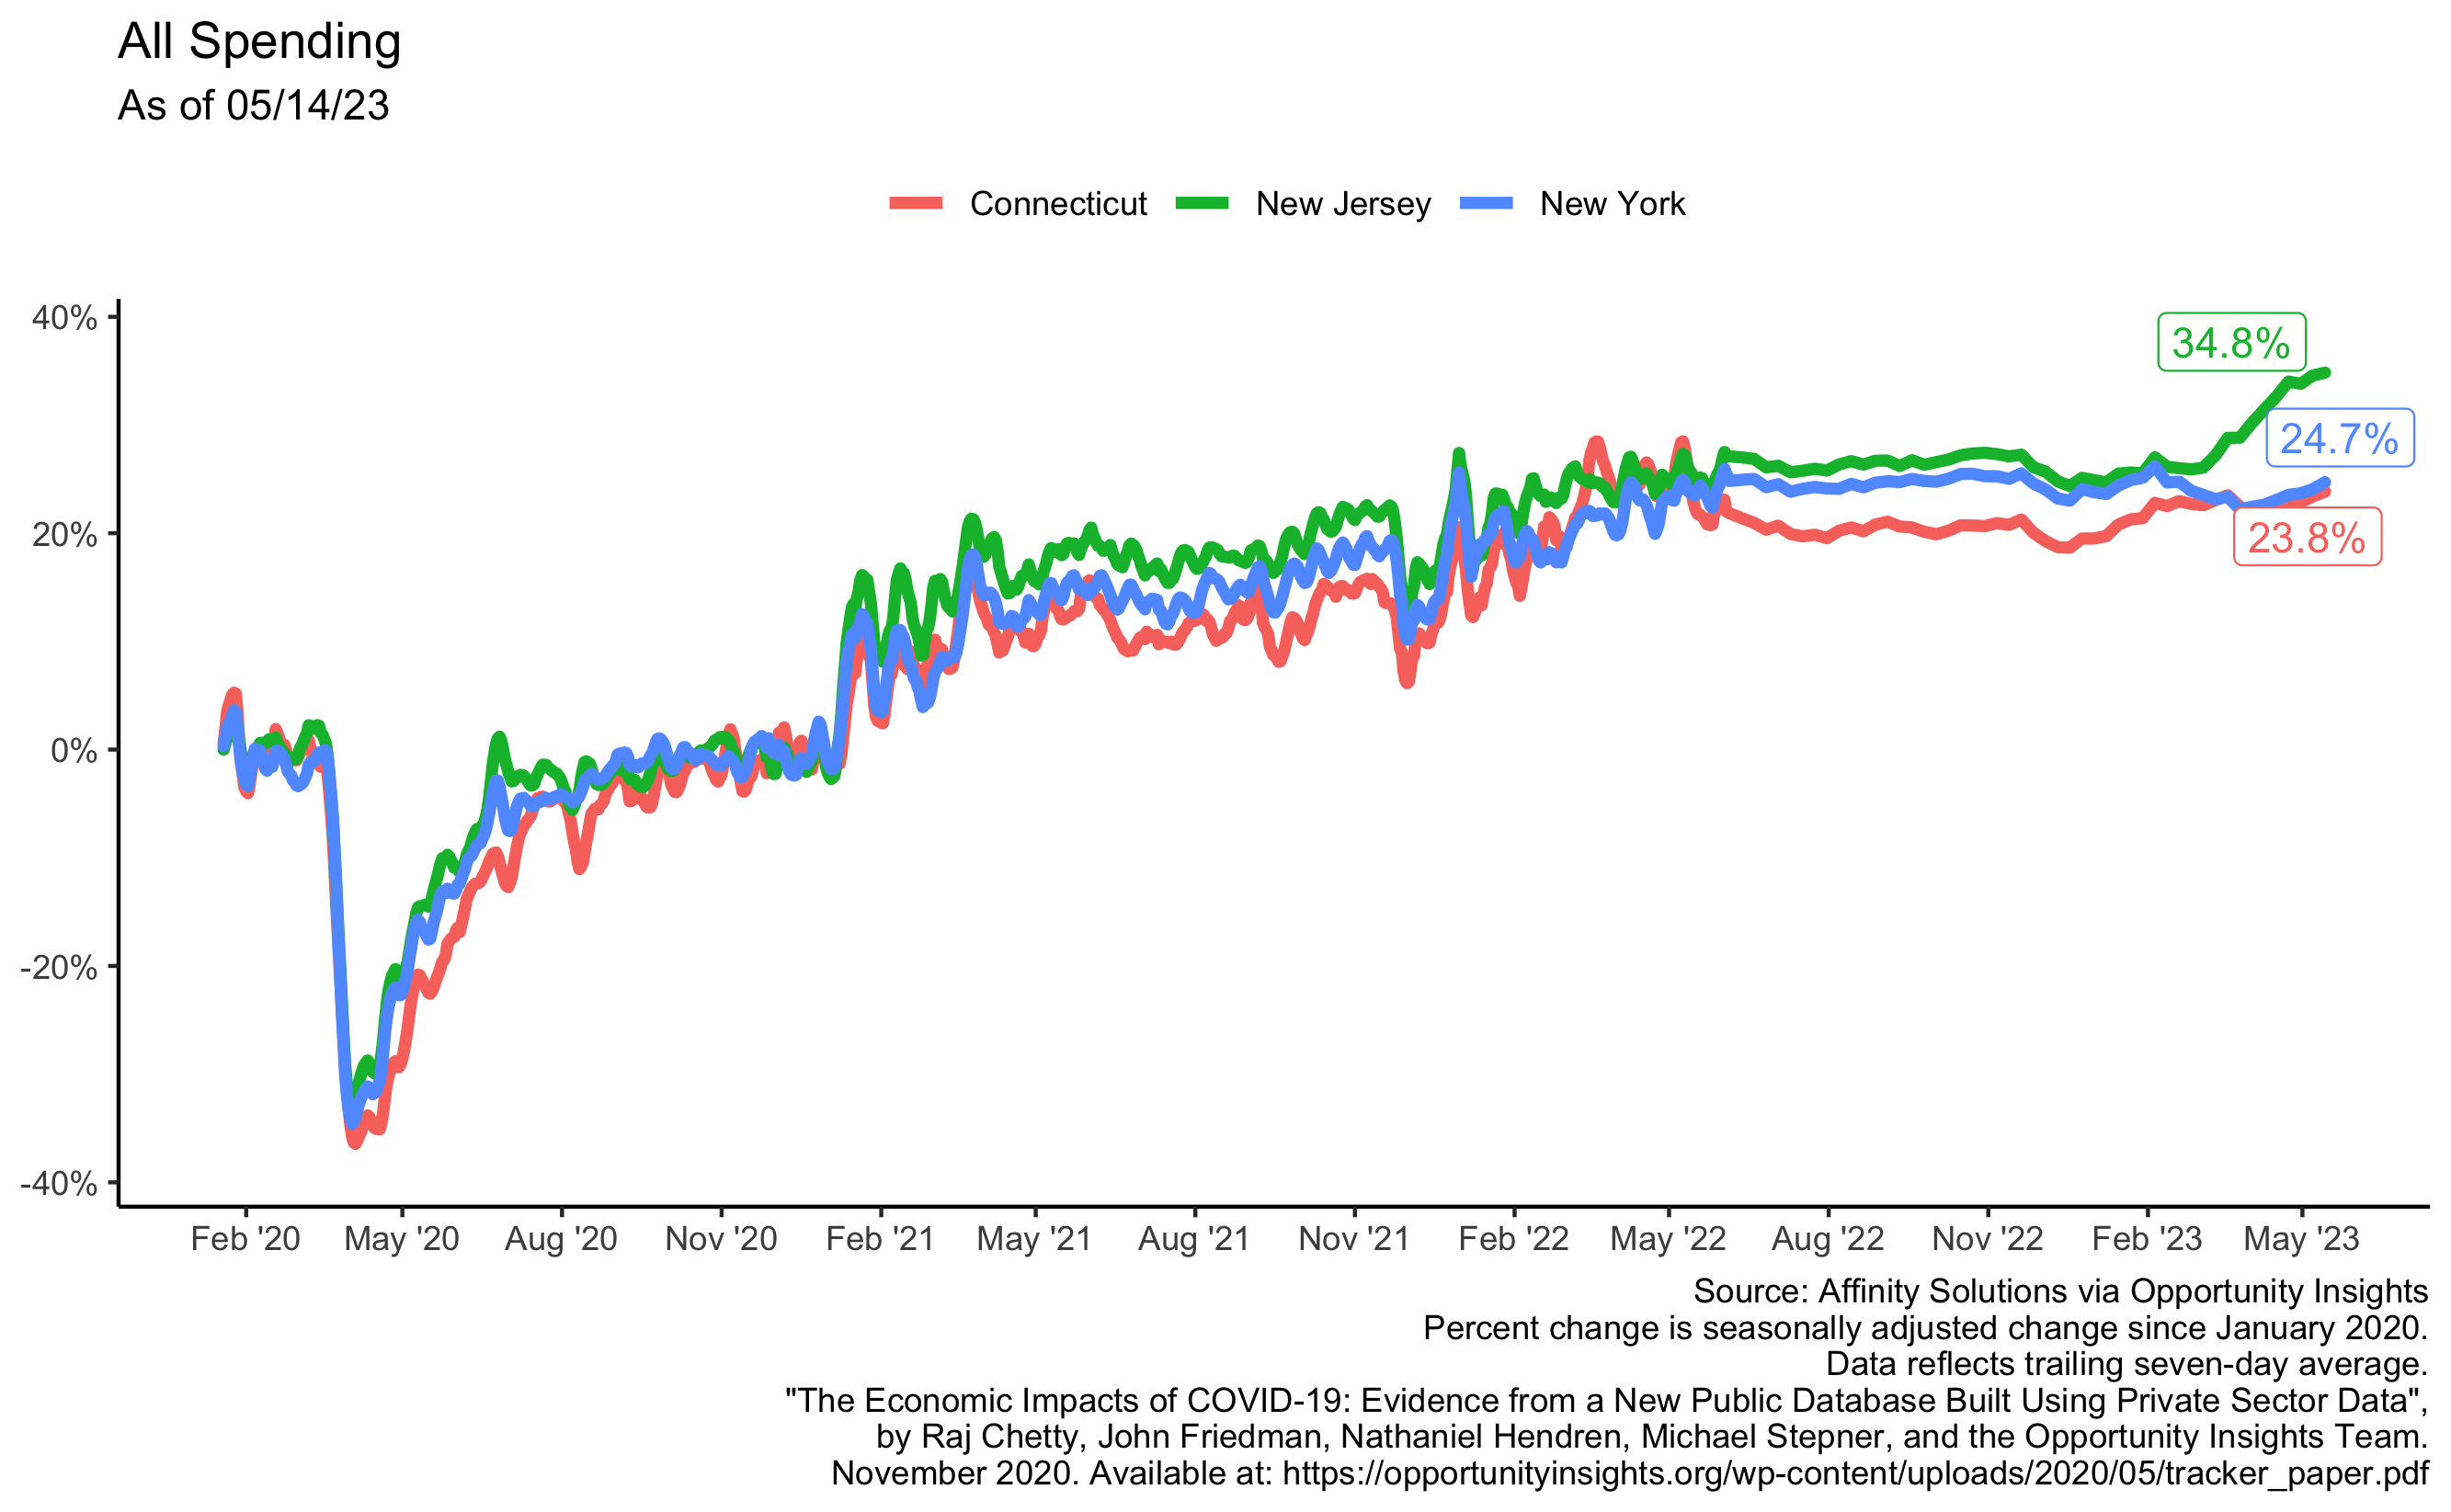 All Spending
As of 05/14/23
Connecticut New Jersey New York
40%
20%
0%
-20%
-40%
34.8%
24.7%
23.8%
Feb '20 May '20 Aug '20 Nov '20 Feb '21 May '21 Aug '21 Nov '21 Feb '22 May '22 Aug '22 Nov '22 Feb '23 May '23
Source: Affinity Solutions via Opportunity Insights
Percent change is seasonally adjusted change since January 2020.
Data reflects trailing seven-day average.
"The Economic Impacts of COVID-19: Evidence from a New Public Database Built Using Private Sector Data",
by Raj Chetty, John Friedman, Nathaniel Hendren, Michael Stepner, and the Opportunity Insights Team.
November 2020. Available at: https://opportunityinsights.org/wp-content/uploads/2020/05/tracker_paper.pdf